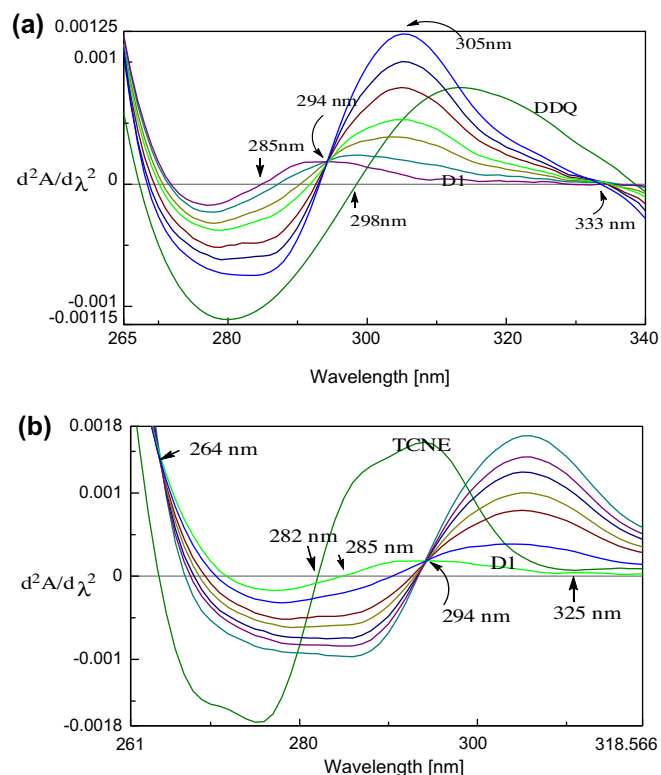 (a)
0.00125
0.001
305nm
294 nm
DDQ
285nm
d²A/dλ²
0
D1
298nm
333 nm
-0.001
-0.00115
265 280 300 320 340
Wavelength [nm]
(b)
0.0018
264 nm
TCNE
0.001
282 nm
285 nm
D1
d²A/dλ²
0
294 nm
325 nm
-0.001
-0.0018
261 280 300 318.566
Wavelength [nm]